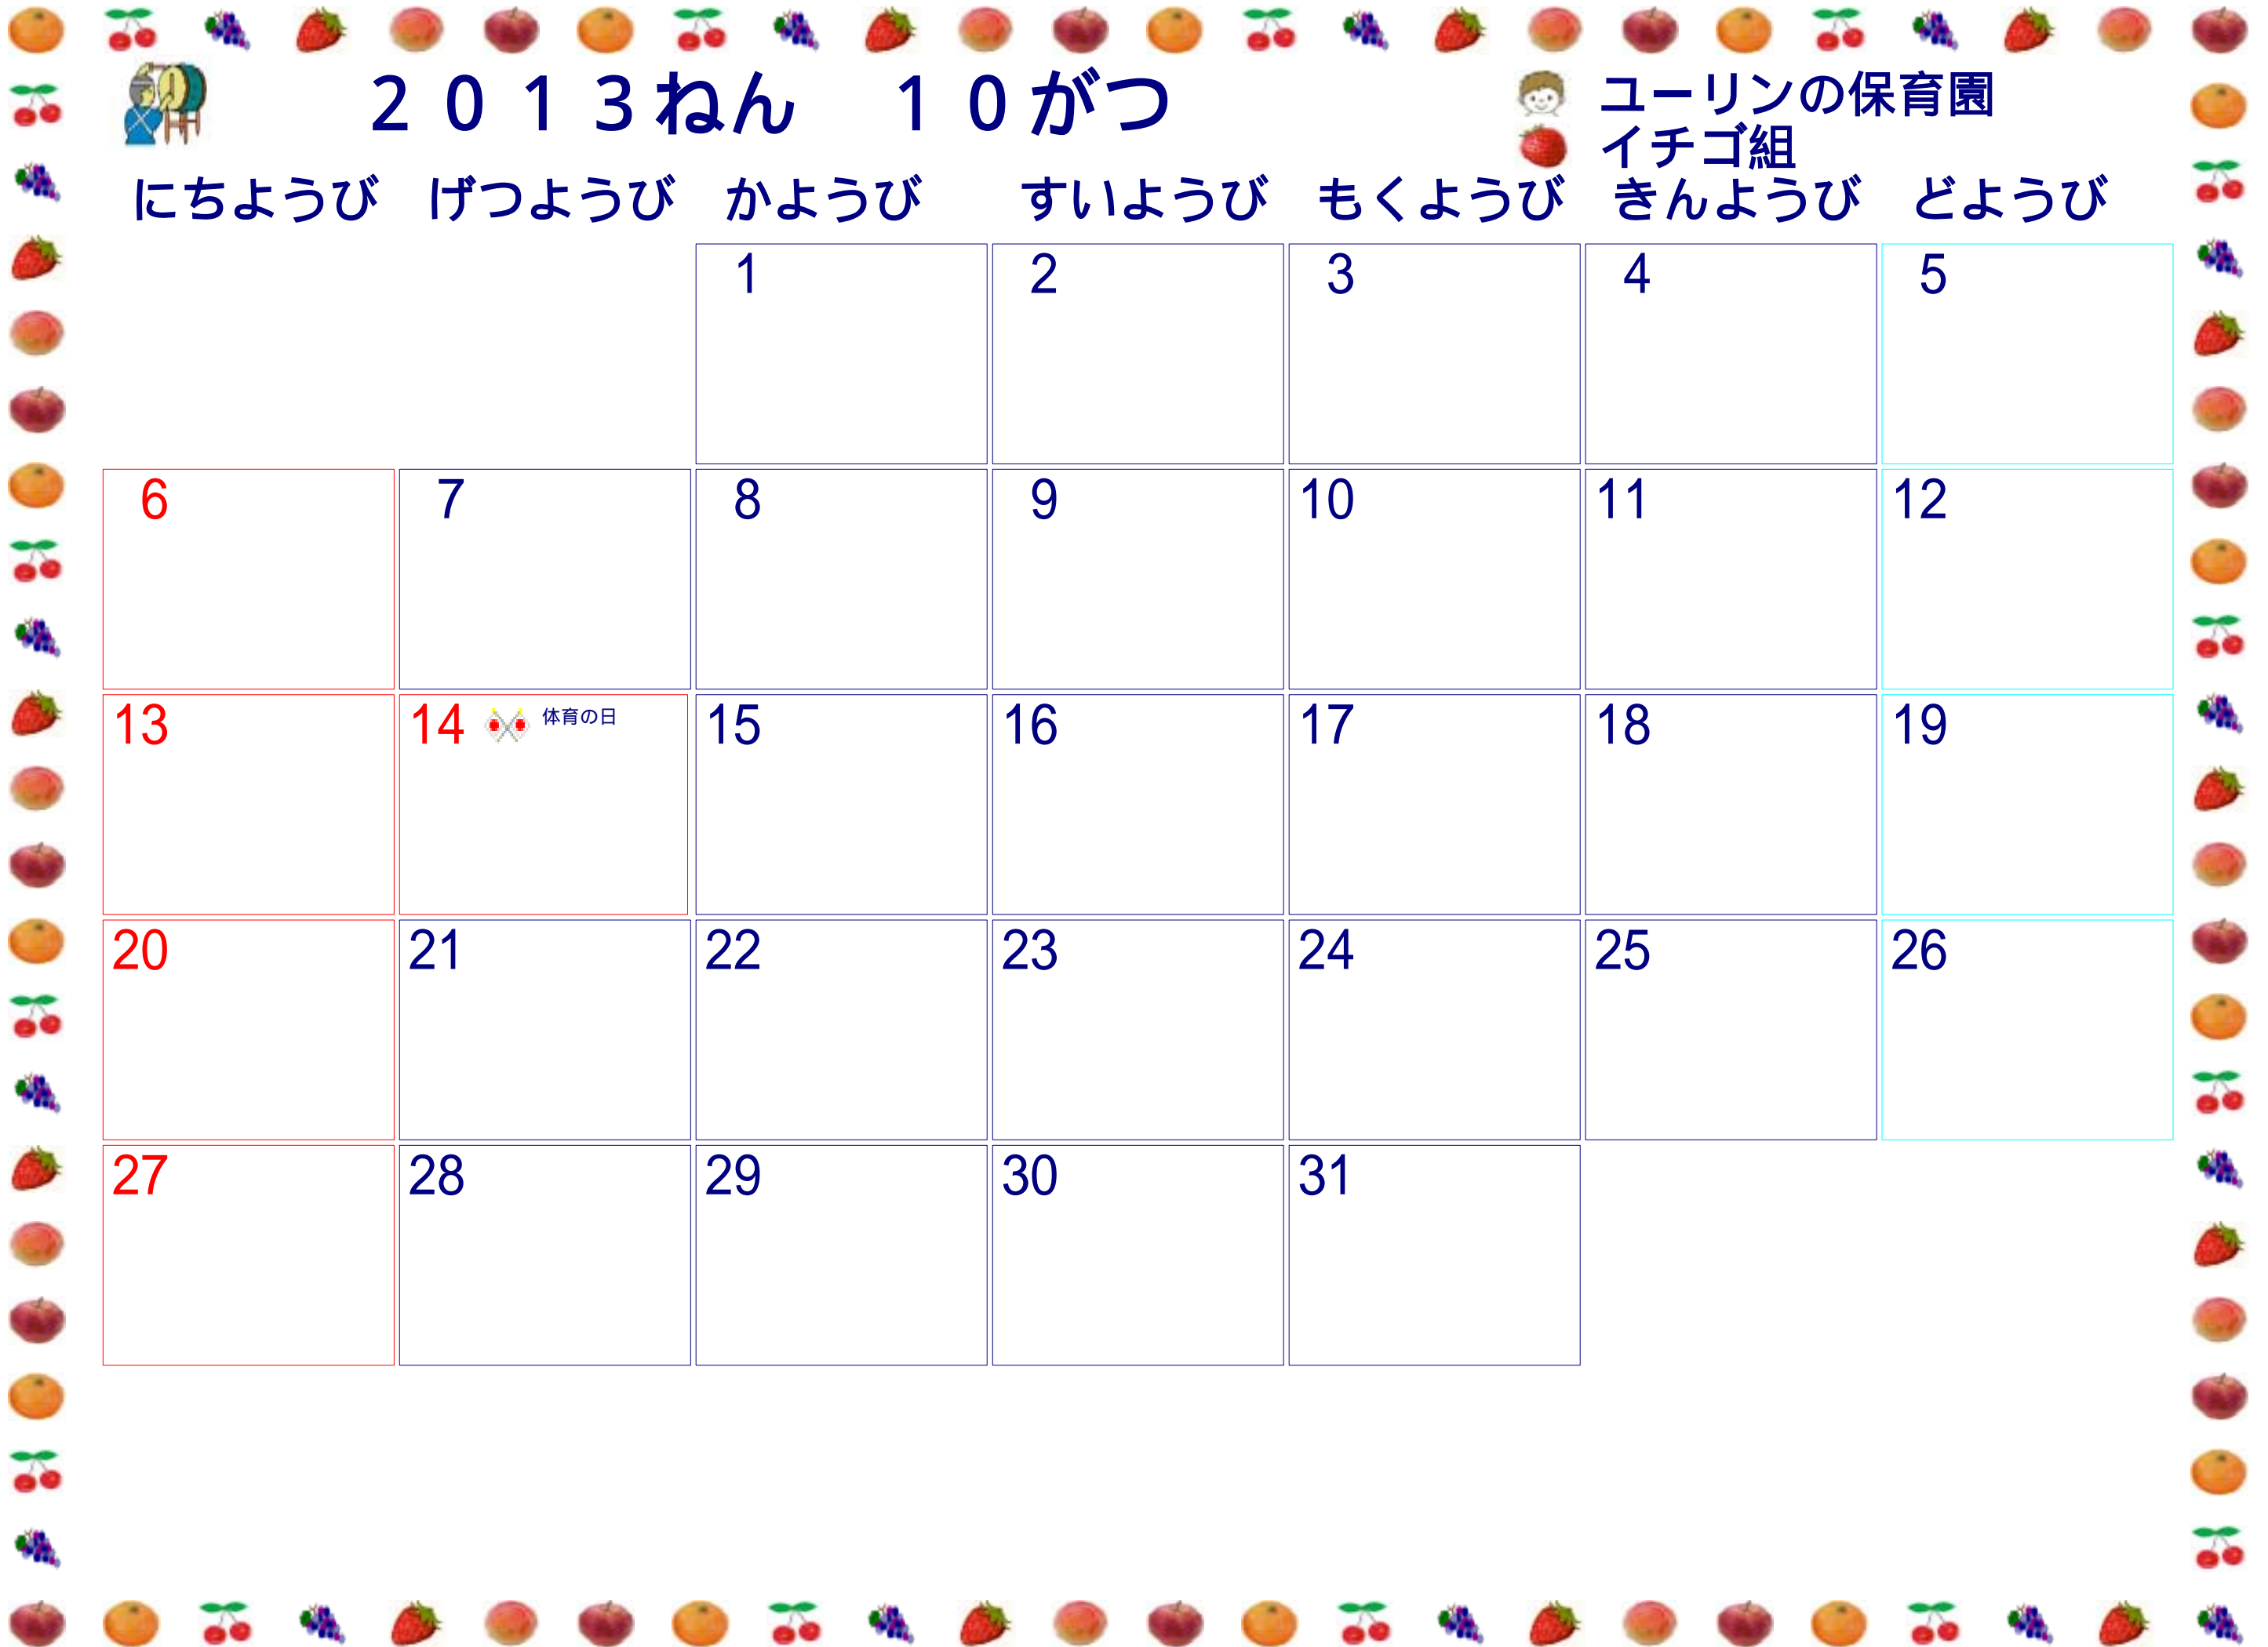 ２０１３ねん　１０がつ
ユーリンの保育園
イチゴ組
にちようび　げつようび　かようび　すいようび　もくようび　きんようび　どようび
1 2 3 4 5
6 7 8 9 10 11 12
13 14 体育の日 15 16 17 18 19
20 21 22 23 24 25 26
27 28 29 30 31